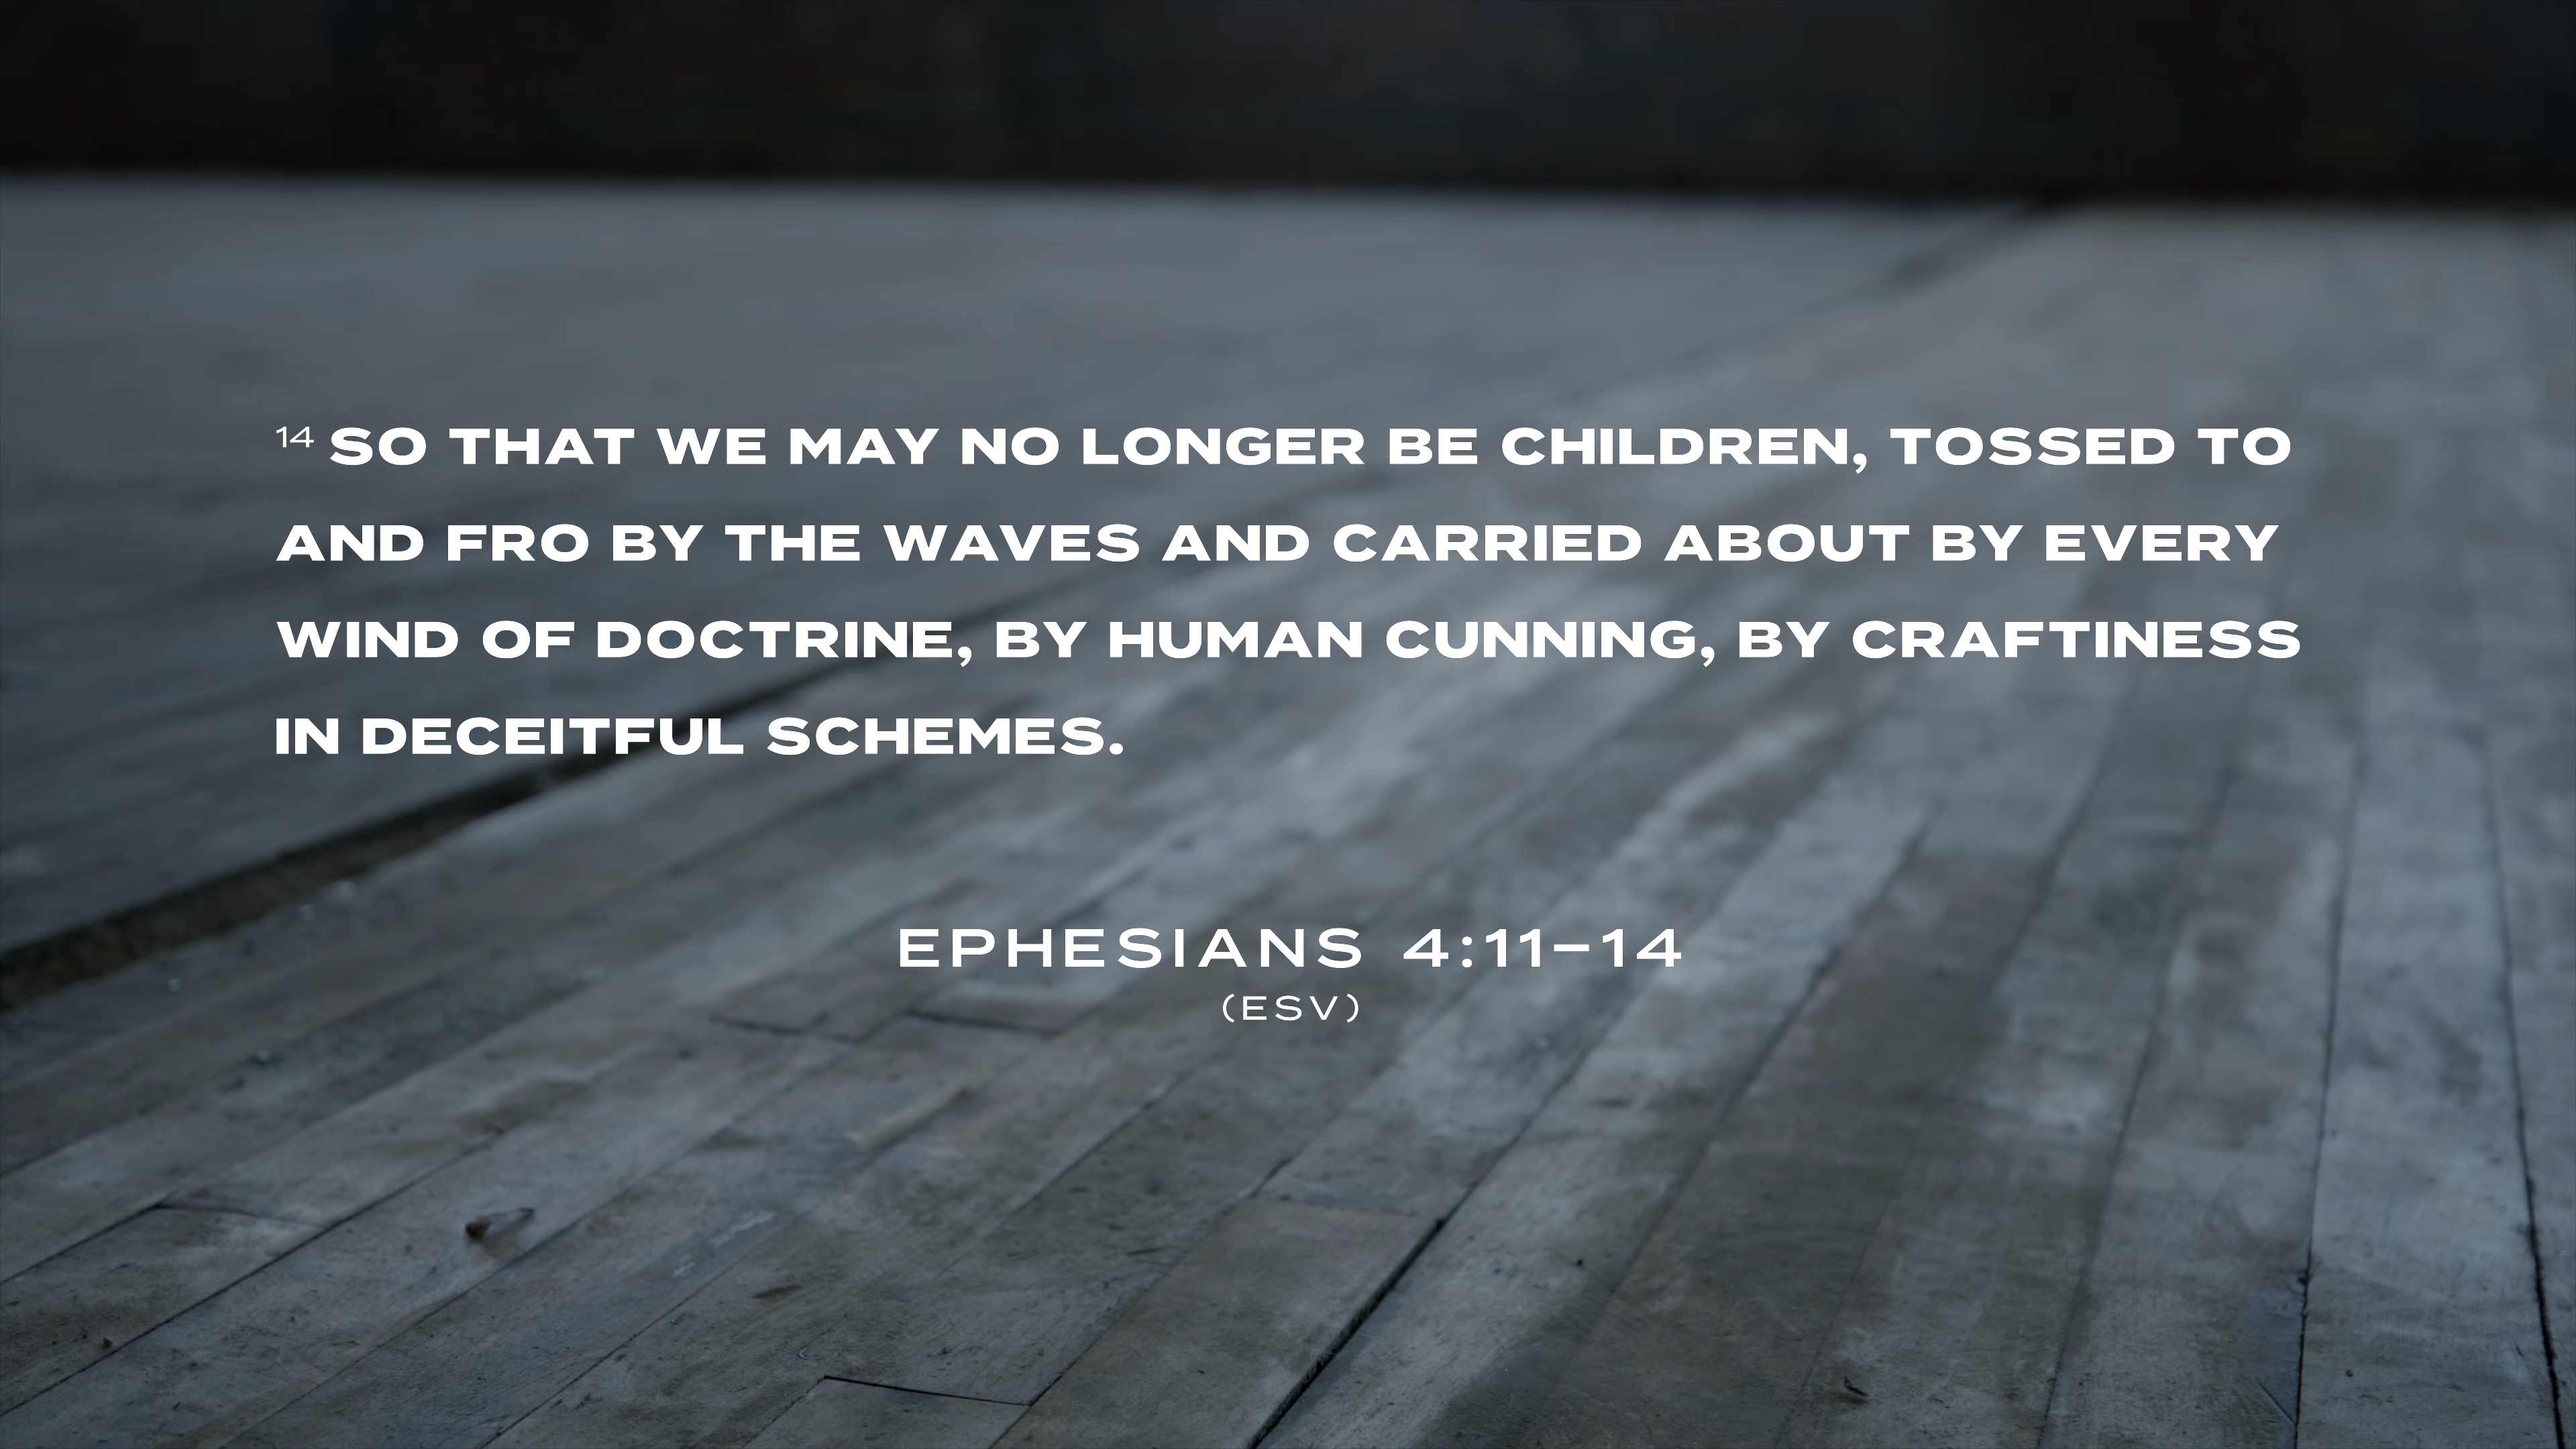 14 SO THAT WE MAY NO LONGER BE CHILDREN, TOSSED TO
AND FRO BY THE WAVES AND CARRIED ABOUT BY EVERY
WIND OF DOCTRINE, BY HUMAN CUNNING, BY CRAFTINESS
IN DECEITFUL SCHEMES.
EPHESIANS 4:11–14
(ESV)